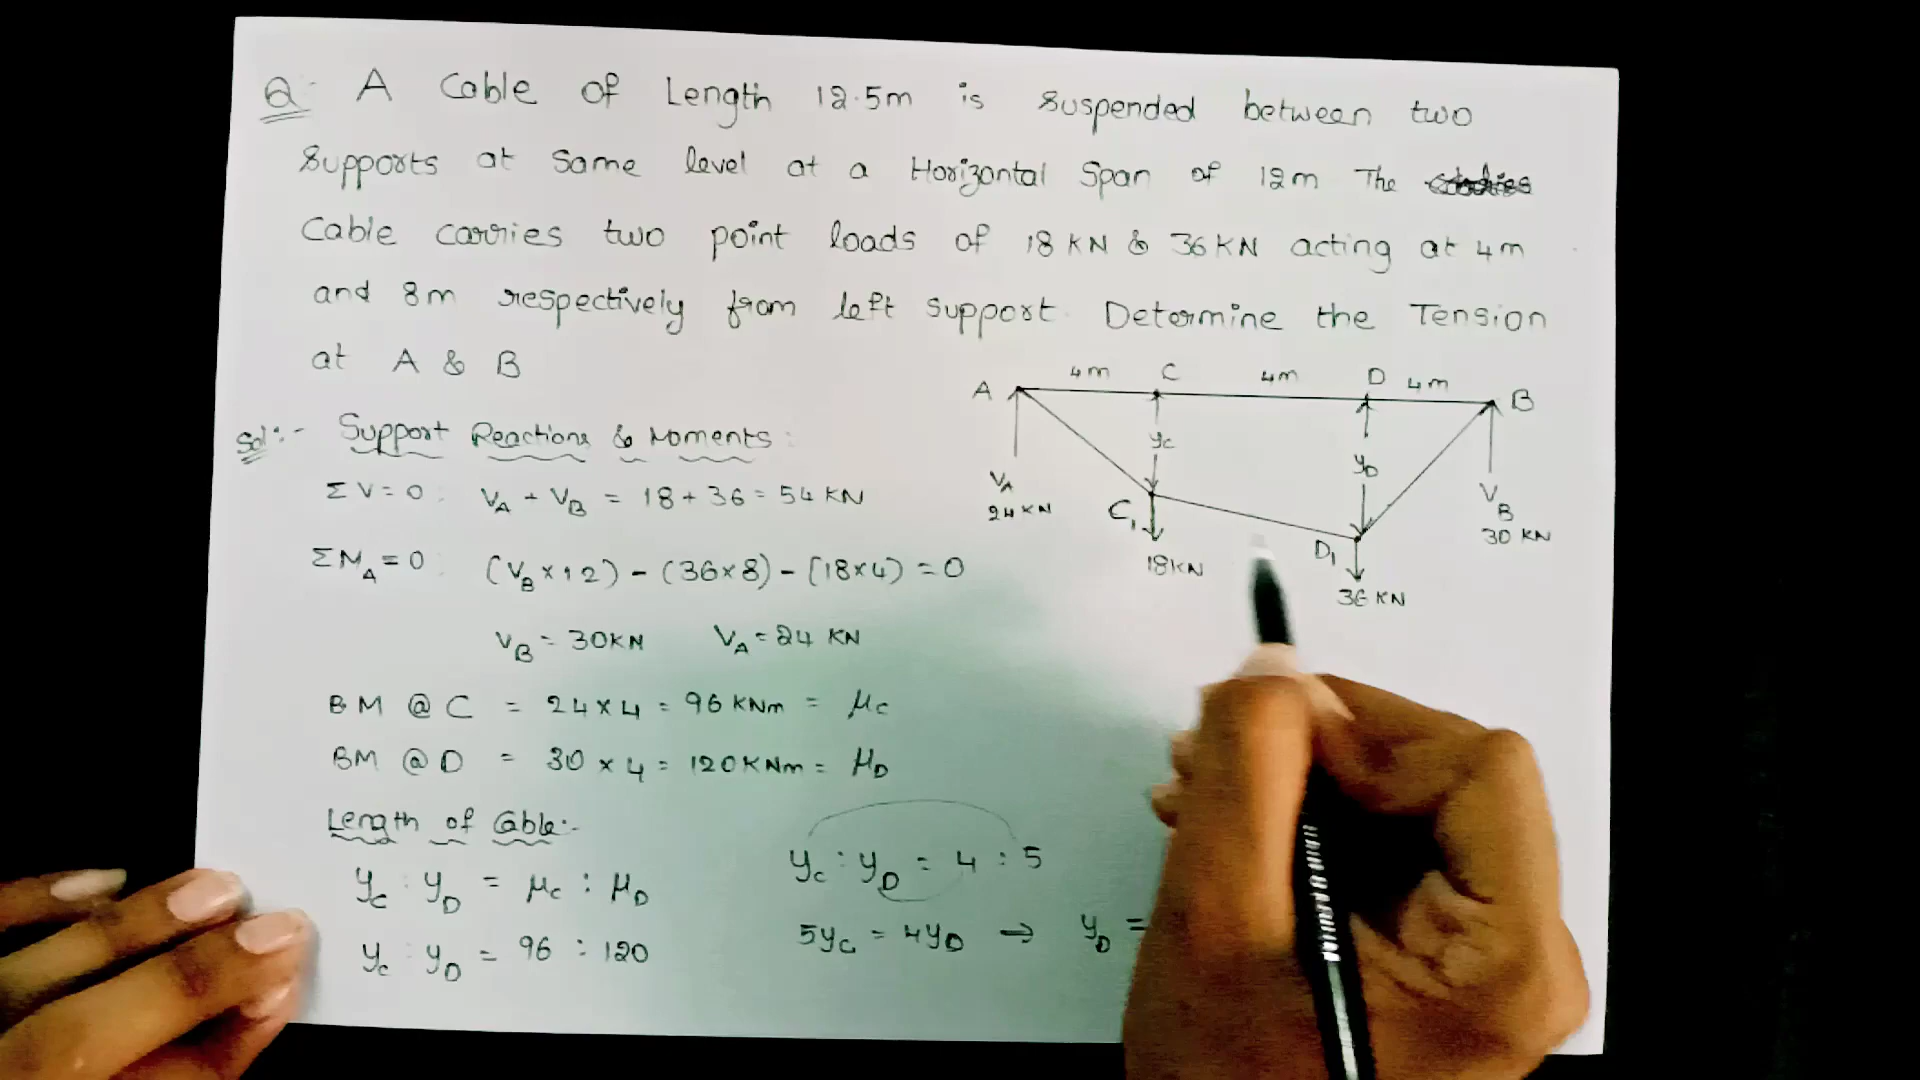 Q:- A Cable of Length 12.5m is suspended between two
supports at same level at a Horizontal Span of 12m The
Cable carries two point loads of 18 KN & 36 KN acting at 4m
and 8m respectively from left support. Determine the Tension
at A & B
4m C 4m D 4m
A B
Sol:- Support Reactions & Moments:
yc
yD
ΣV=0: VA + VB = 18 + 36 = 54 KN
VA VB
24 KN C1 30 KN
D1
18KN
36 KN
ΣMA=0: (VB × 12) - (36×8) - (18×4) = 0
VB = 30KN VA = 24 KN
BM @ C = 24×4 = 96 KNm = μc
BM @ D = 30 × 4 = 120KNm = μD
Length of Cable:-
yc : yD = μc : μD
yc : yD = 4 : 5
yc : yD = 96 : 120
5yc = 4yD → yD =